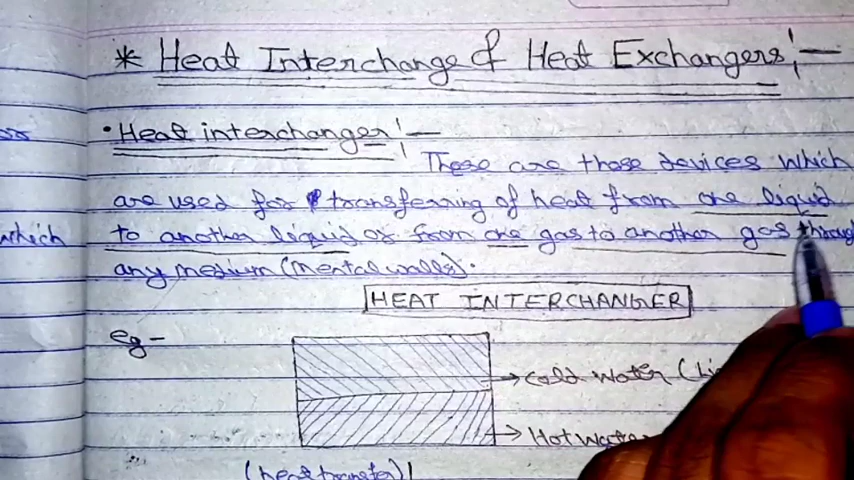 * Heat Interchange & Heat Exchangers:-
• Heat interchanger:-
These are those devices which
are used for transferring of heat from one liquid
to another liquid or from one gas to another gas through
any medium (mental walls).
HEAT INTERCHANGER
eg-
→ Cold water (Li
→ Hot water
(heat transfer)
which